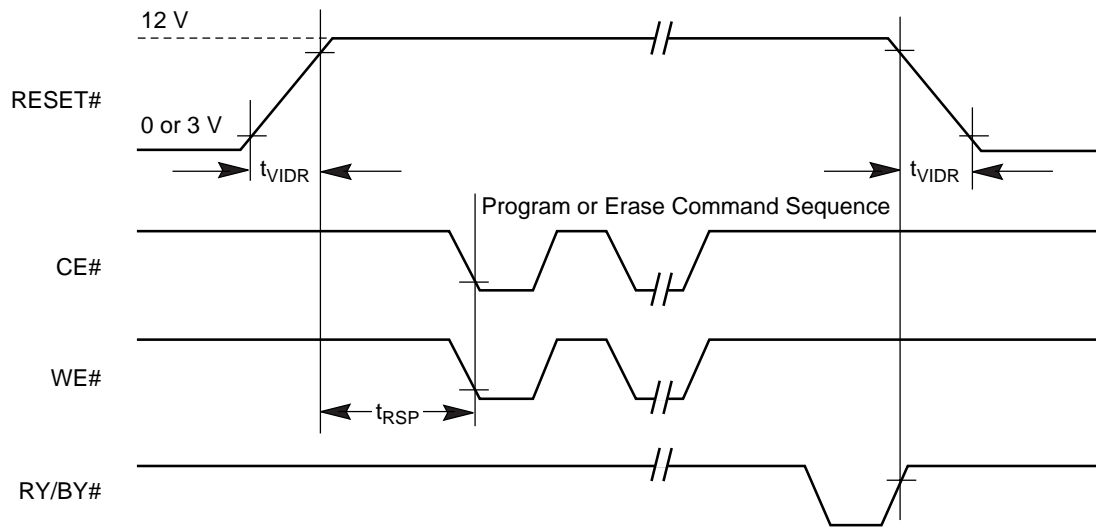 12 V
RESET#
0 or 3 V
tVIDR
tVIDR
Program or Erase Command Sequence
CE#
WE#
tRSP
RY/BY#